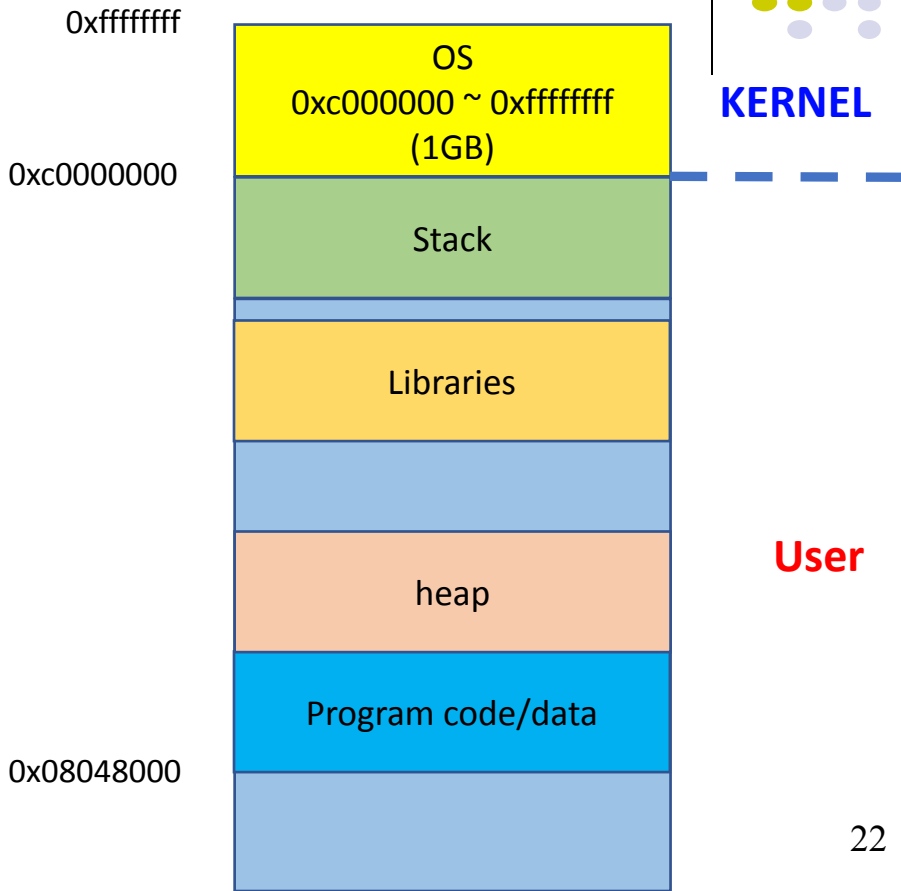 0xffffffff
OS
0xc000000 ~ 0xffffffff
(1GB)
KERNEL
0xc0000000
Stack
Libraries
User
heap
Program code/data
0x08048000
22